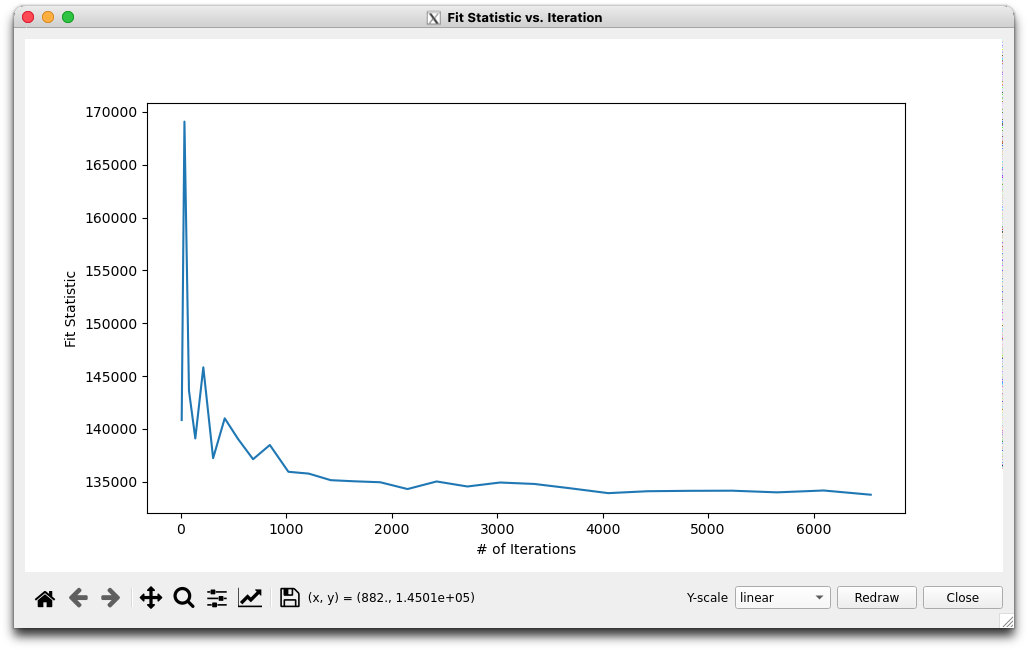 Fit Statistic vs. Iteration
170000
165000
160000
155000
150000
145000
140000
135000
Fit Statistic
0 1000 2000 3000 4000 5000 6000
# of Iterations
(x, y) = (882., 1.4501e+05) Y-scale linear Redraw Close